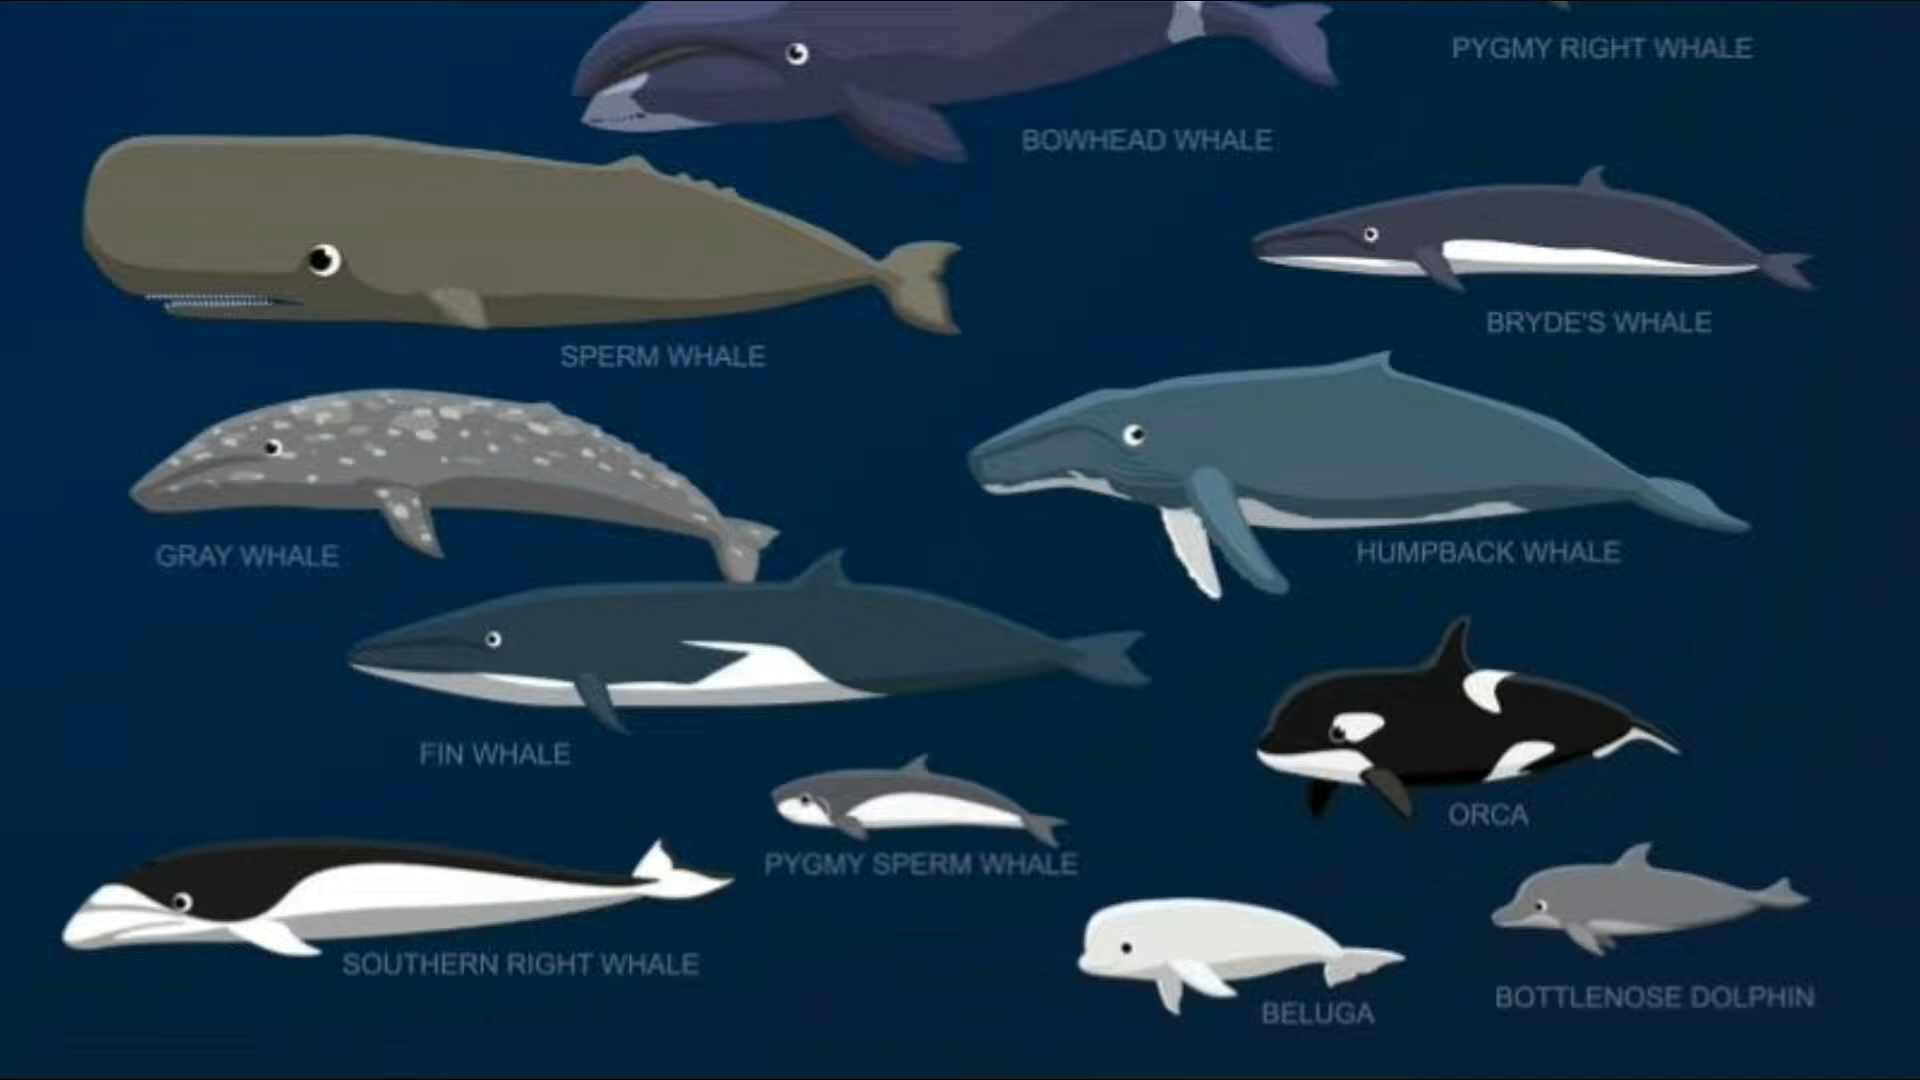 PYGMY RIGHT WHALE
BOWHEAD WHALE
BRYDE'S WHALE
SPERM WHALE
HUMPBACK WHALE
GRAY WHALE
FIN WHALE
ORCA
PYGMY SPERM WHALE
SOUTHERN RIGHT WHALE
BOTTLENOSE DOLPHIN
BELUGA